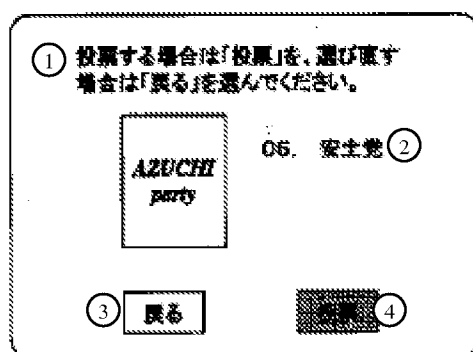 ① 投票する場合は「投票」を、選び直す
場合は「戻る」を選んでください。
AZUCHI
party
06. 安土党 ②
③ 戻る
投票 ④